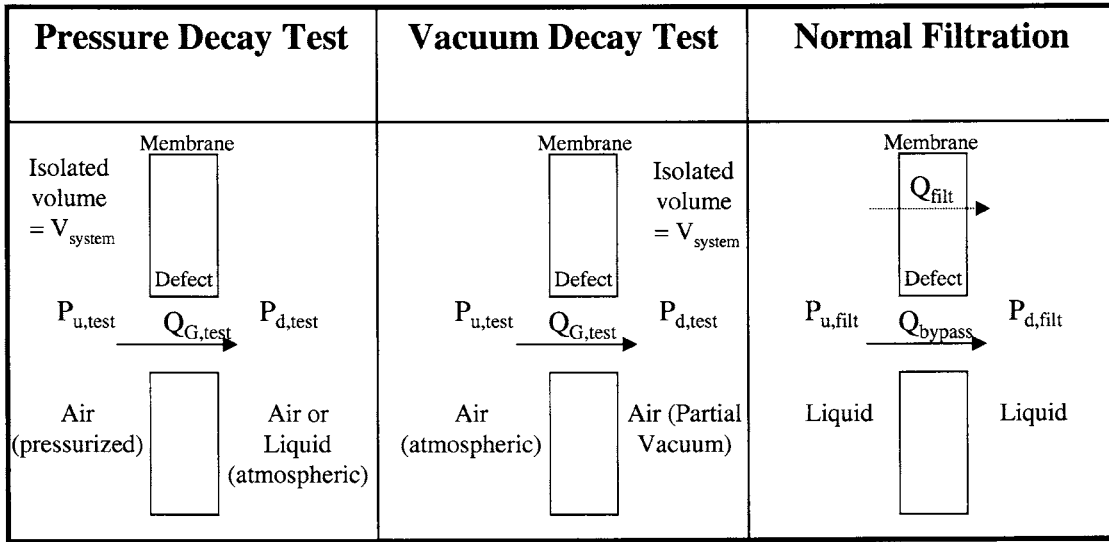 Pressure Decay Test
Vacuum Decay Test
Normal Filtration
Membrane
Isolated
volume
= V_system
Defect
P_u,test
Q_G,test
P_d,test
Air
(pressurized)
Air or
Liquid
(atmospheric)
Membrane
Isolated
volume
= V_system
Defect
P_u,test
Q_G,test
P_d,test
Air
(atmospheric)
Air (Partial
Vacuum)
Membrane
Q_filt
Defect
P_u,filt
Q_bypass
P_d,filt
Liquid
Liquid